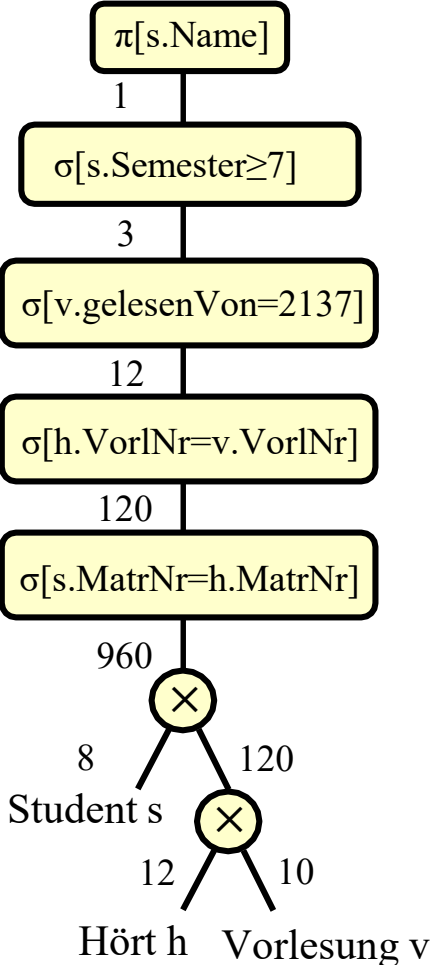 π[s.Name]
1
σ[s.Semester≥7]
3
σ[v.gelesenVon=2137]
12
σ[h.VorlNr=v.VorlNr]
120
σ[s.MatrNr=h.MatrNr]
960
×
8 120
Student s
×
12 10
Hört h Vorlesung v